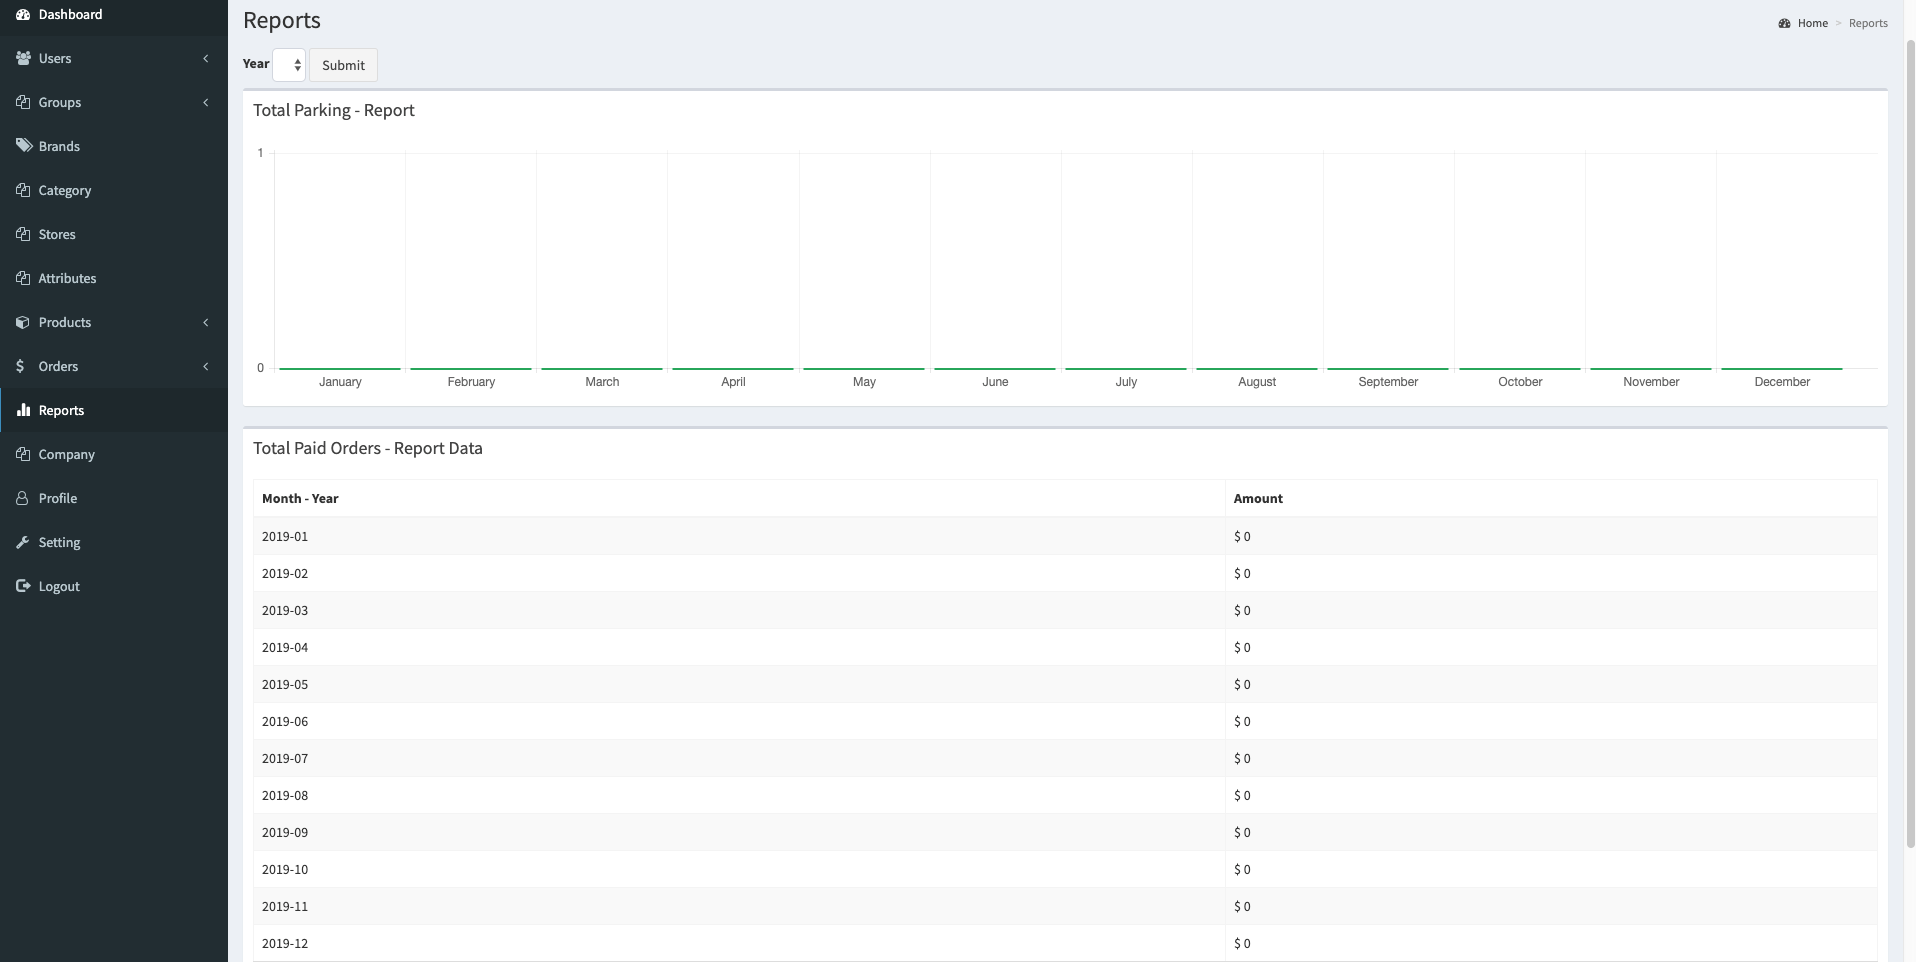 Dashboard
Users
Groups
Brands
Category
Stores
Attributes
Products
Orders
Reports
Company
Profile
Setting
Logout
Reports
Home > Reports
Year Submit
Total Parking - Report
1
0
January February March April May June July August September October November December
Total Paid Orders - Report Data
Month - Year Amount
2019-01 $ 0
2019-02 $ 0
2019-03 $ 0
2019-04 $ 0
2019-05 $ 0
2019-06 $ 0
2019-07 $ 0
2019-08 $ 0
2019-09 $ 0
2019-10 $ 0
2019-11 $ 0
2019-12 $ 0